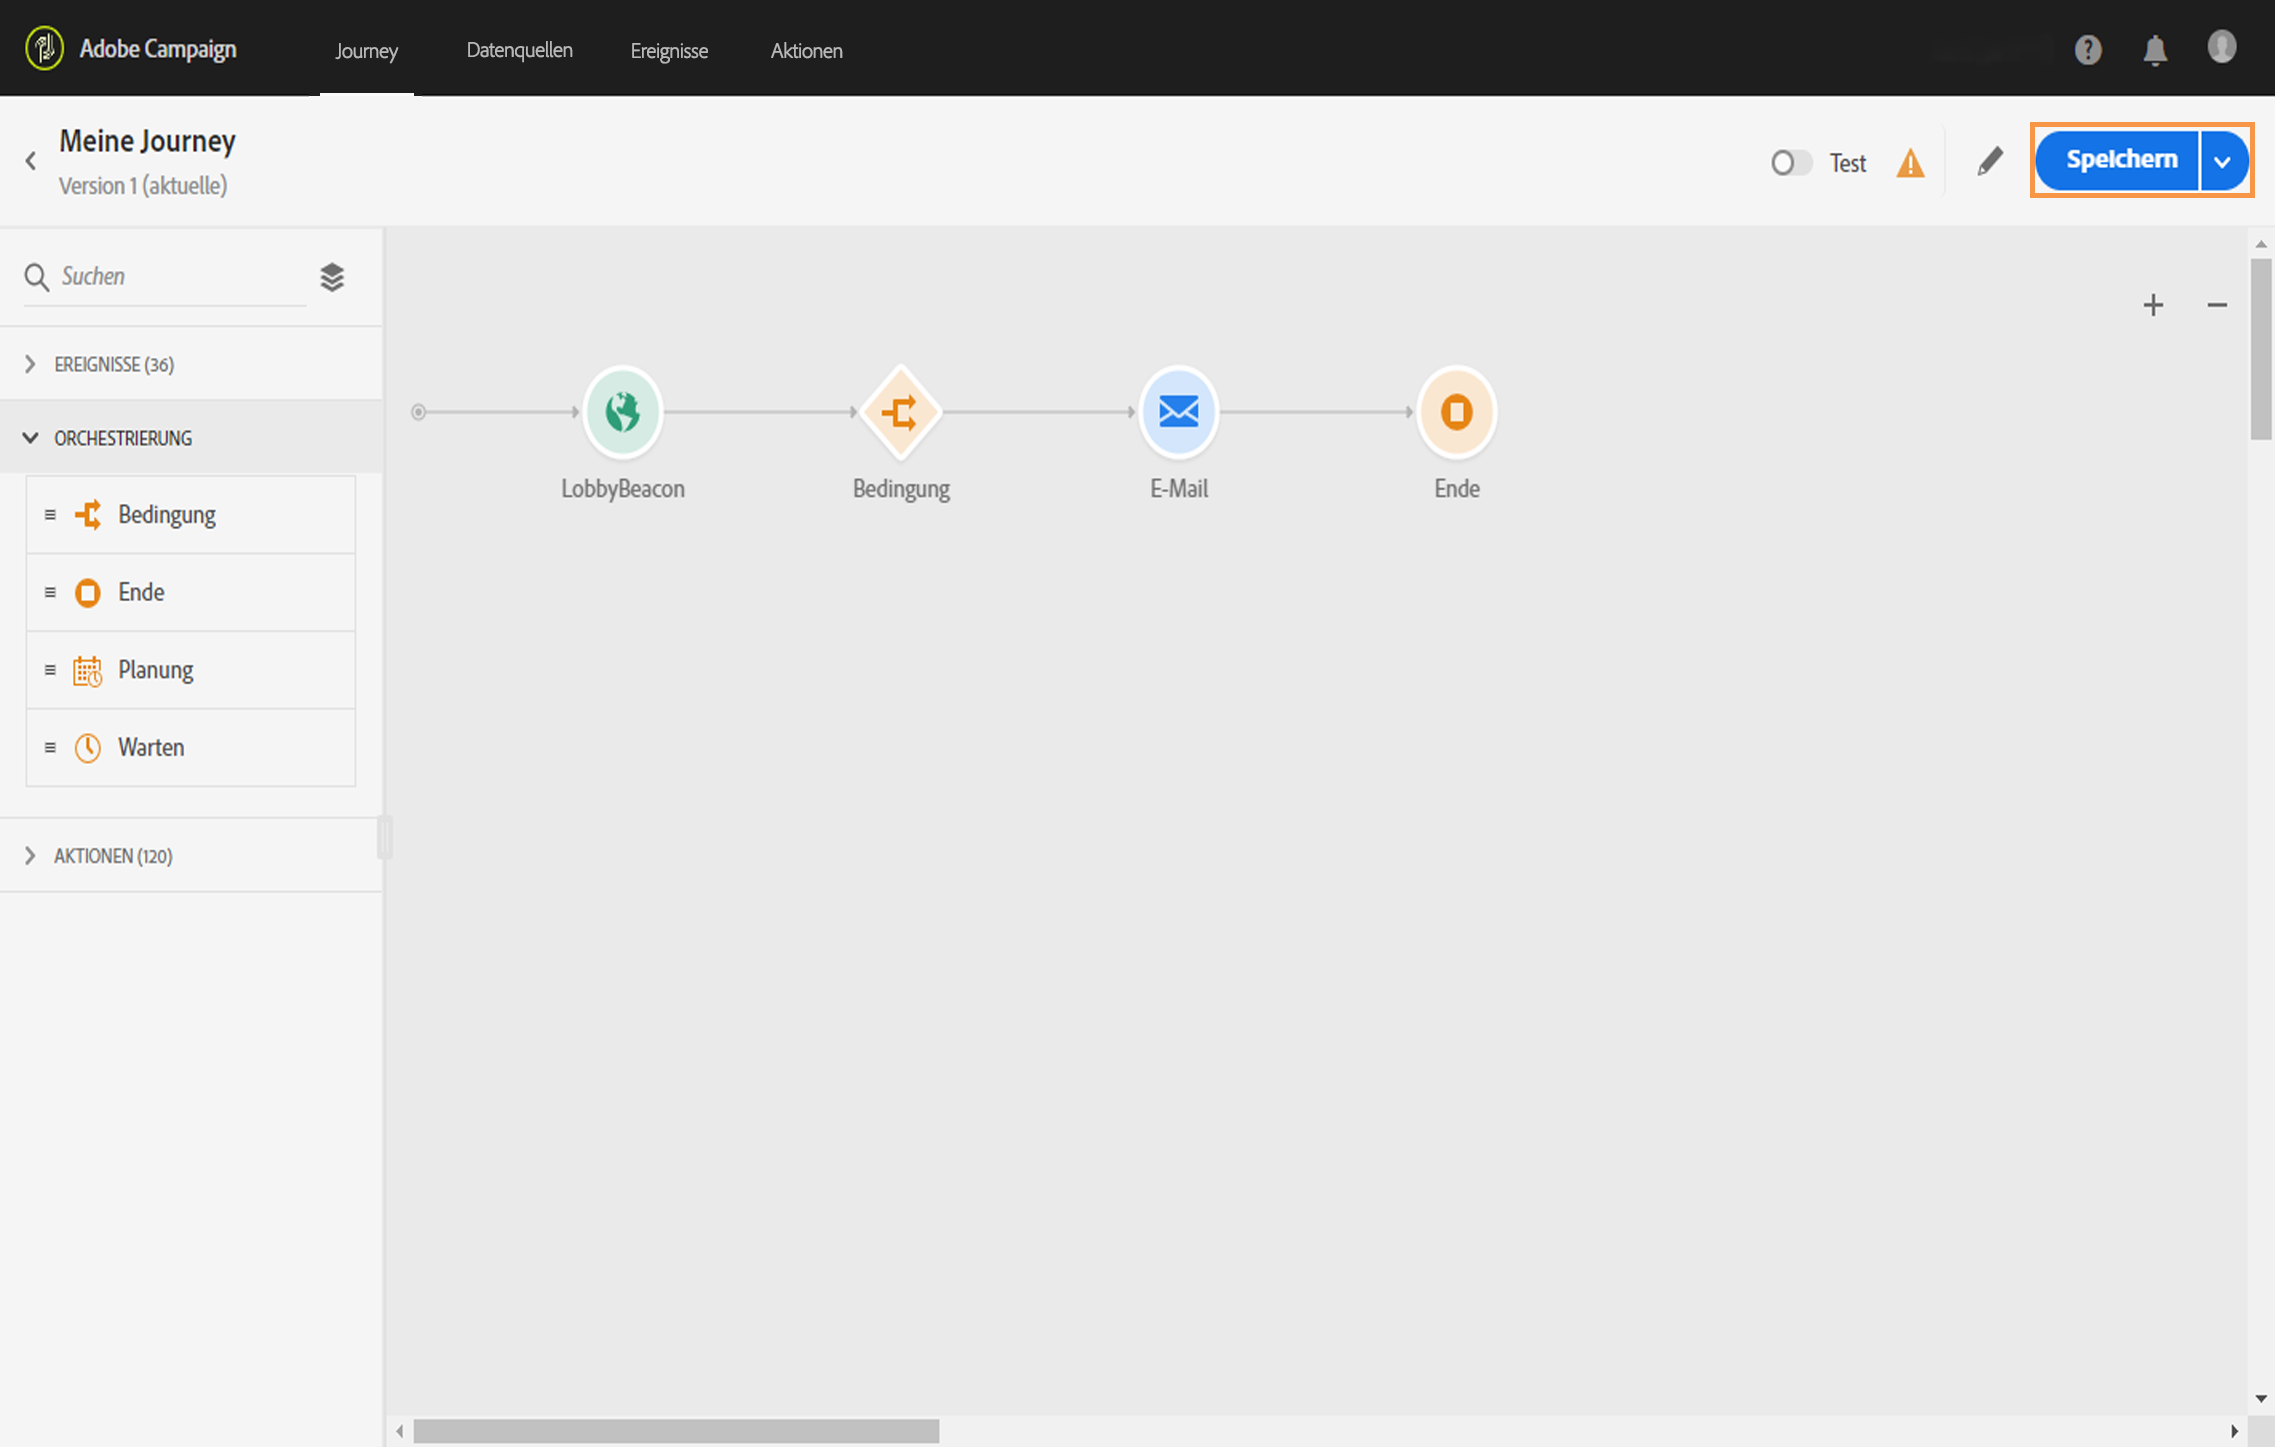 Adobe Campaign
Journey
Datenquellen
Ereignisse
Aktionen
Meine Journey
Version 1 (aktuelle)
Test
Speichern
Suchen
EREIGNISSE (36)
ORCHESTRIERUNG
Bedingung
Ende
Planung
Warten
AKTIONEN (120)
LobbyBeacon
Bedingung
E-Mail
Ende